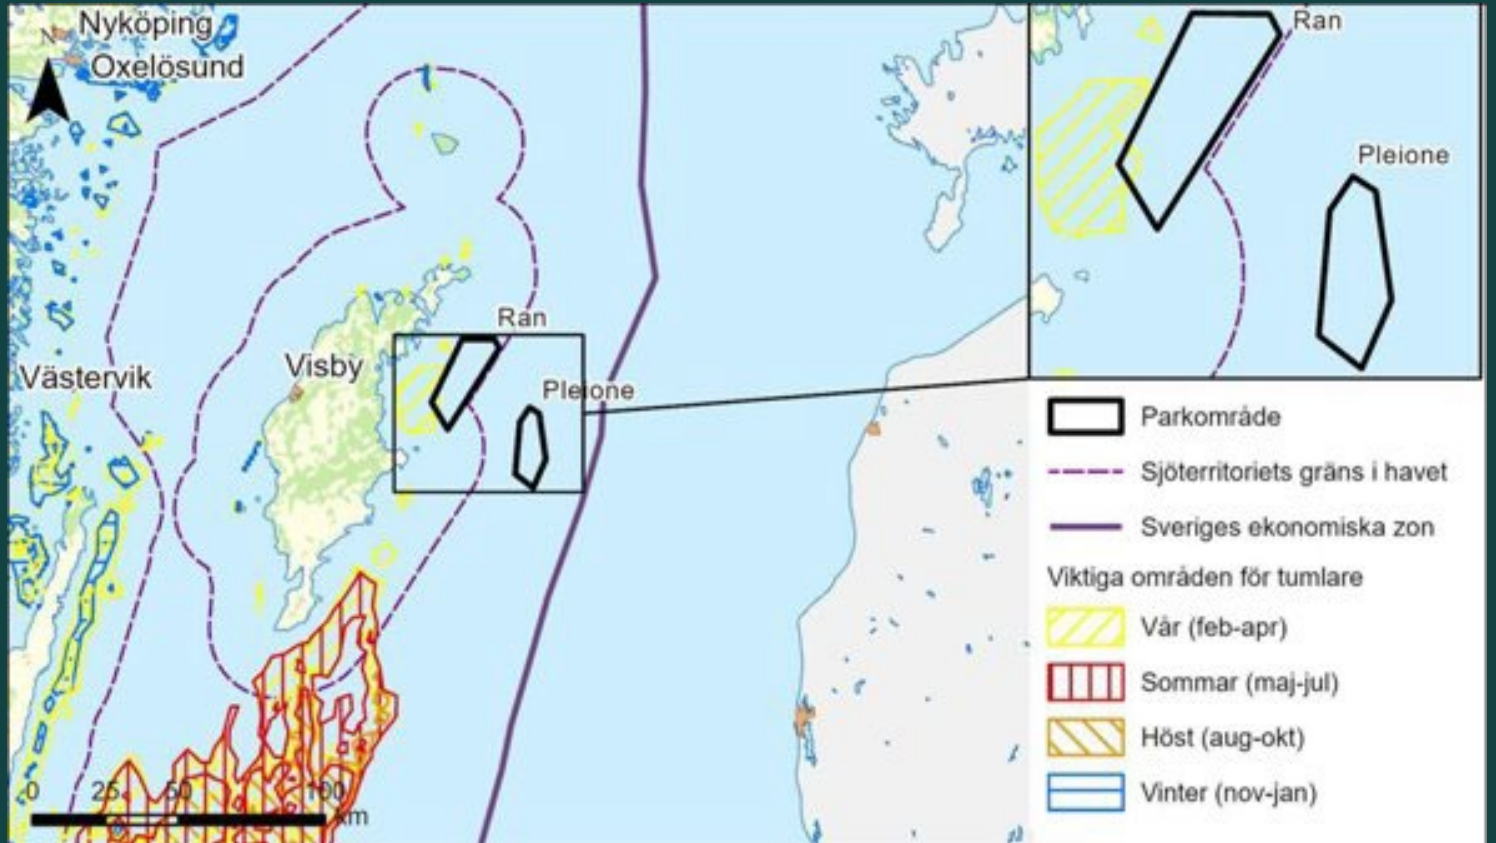 Nyköping
N
Oxelösund
Västervik
Visby
Ran
Pleione
0 25 50 100
km
Ran
Pleione
Parkområde
Sjöterritoriets gräns i havet
Sveriges ekonomiska zon
Viktiga områden för tumlare
Vår (feb-apr)
Sommar (maj-jul)
Höst (aug-okt)
Vinter (nov-jan)